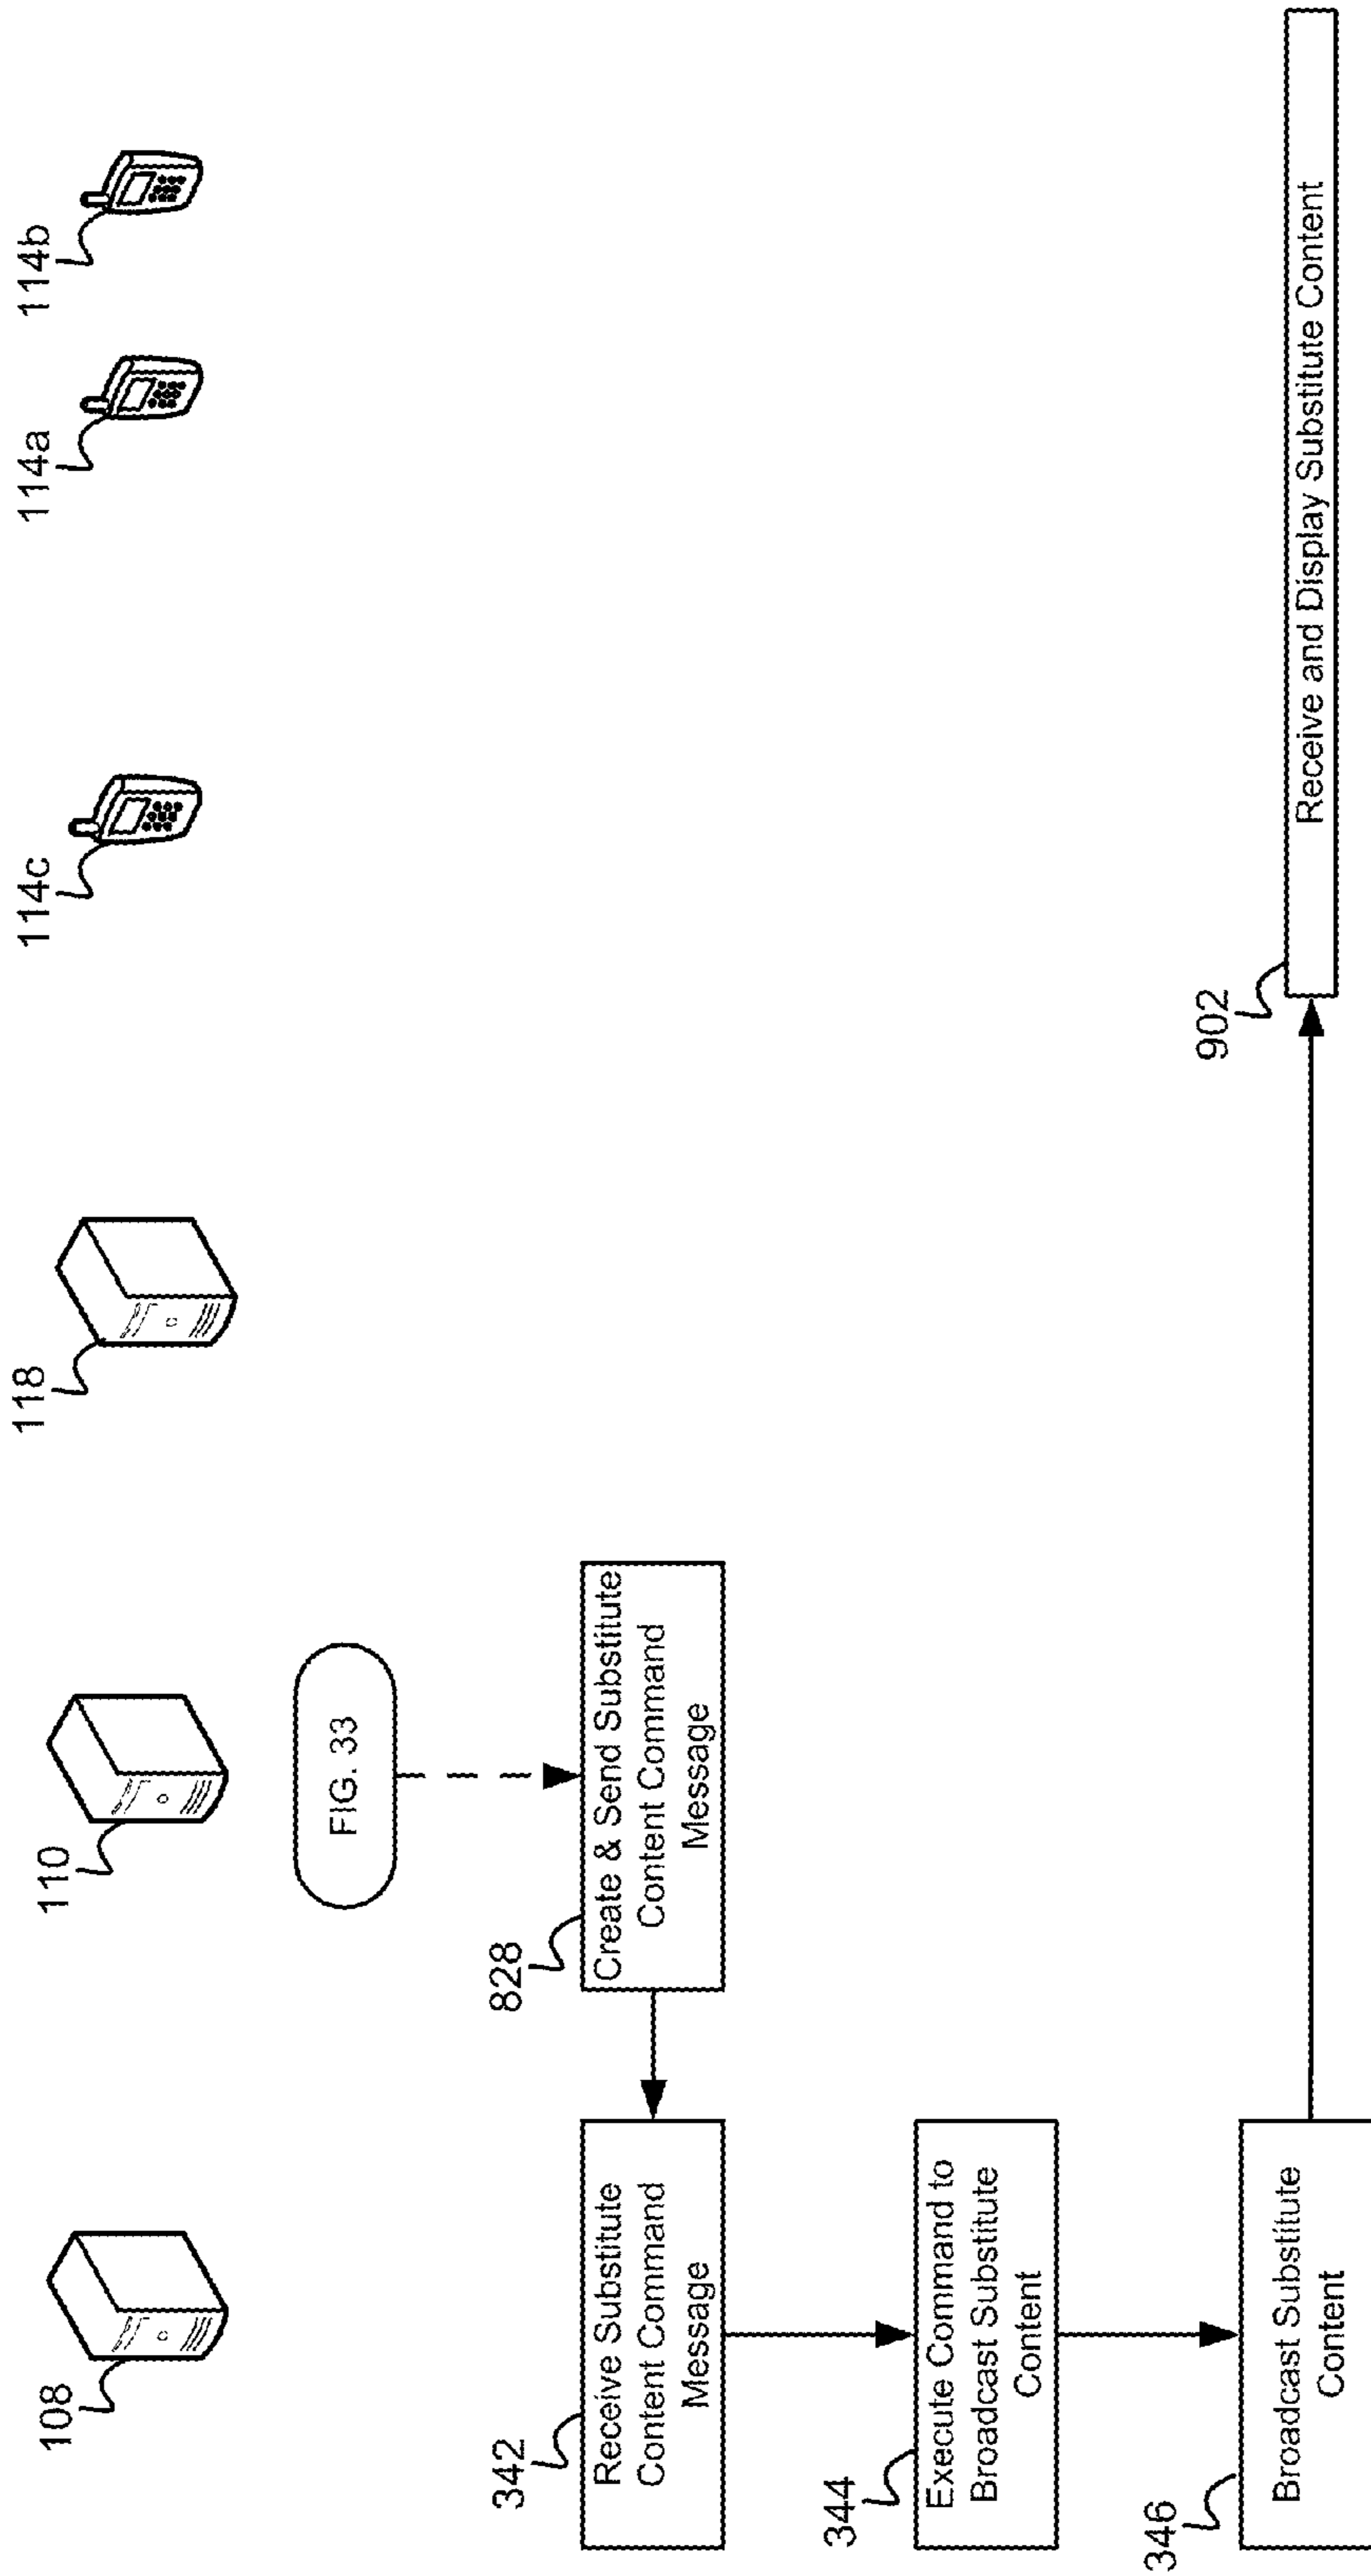 108
110
118
114c
114a
114b
FIG. 33
828
Create & Send Substitute
Content Command
Message
342
Receive Substitute
Content Command
Message
344
Execute Command to
Broadcast Substitute
Content
346
Broadcast Substitute
Content
902
Receive and Display Substitute Content